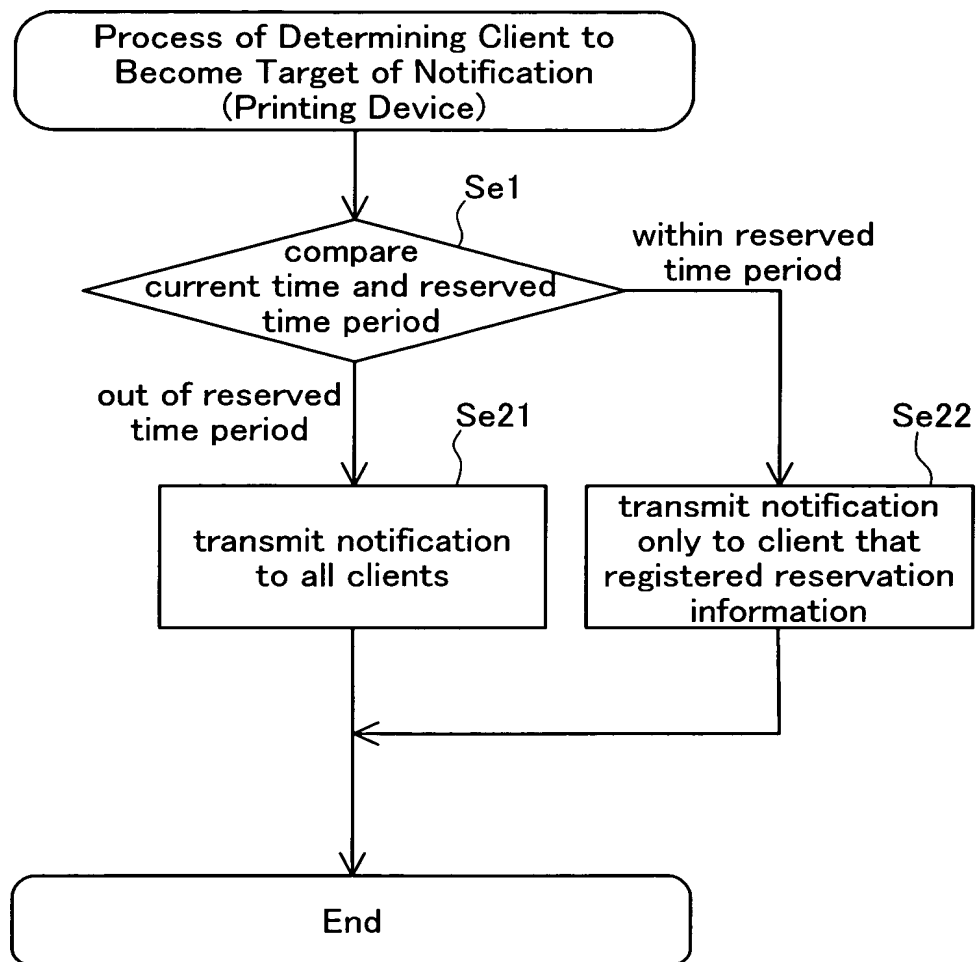 Process of Determining Client to
Become Target of Notification
(Printing Device)
Se1
compare
current time and reserved
time period
within reserved
time period
out of reserved
time period
Se21
Se22
transmit notification
to all clients
transmit notification
only to client that
registered reservation
information
End